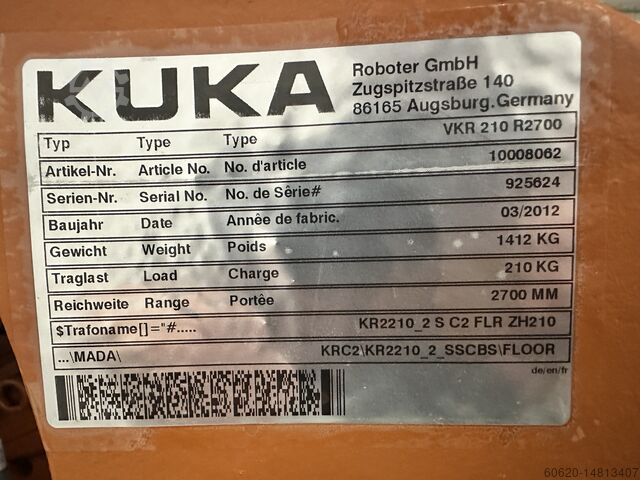 KUKA
Roboter GmbH
Zugspitzstraße 140
86165 Augsburg.Germany
Typ Type Type VKR 210 R2700
Artikel-Nr. Article No. No. d'article 10008062
Serien-Nr. Serial No. No. de Sêrie# 925624
Baujahr Date Annêe de fabric. 03/2012
Gewicht Weight Poids 1412 KG
Traglast Load Charge 210 KG
Reichweite Range Portêe 2700 MM
$Trafoname[]="#..... KR2210_2 S C2 FLR ZH210
...\MADA\ KRC2\KR2210_2_SSCBS\FLOOR
de/en/fr
60620-14813407